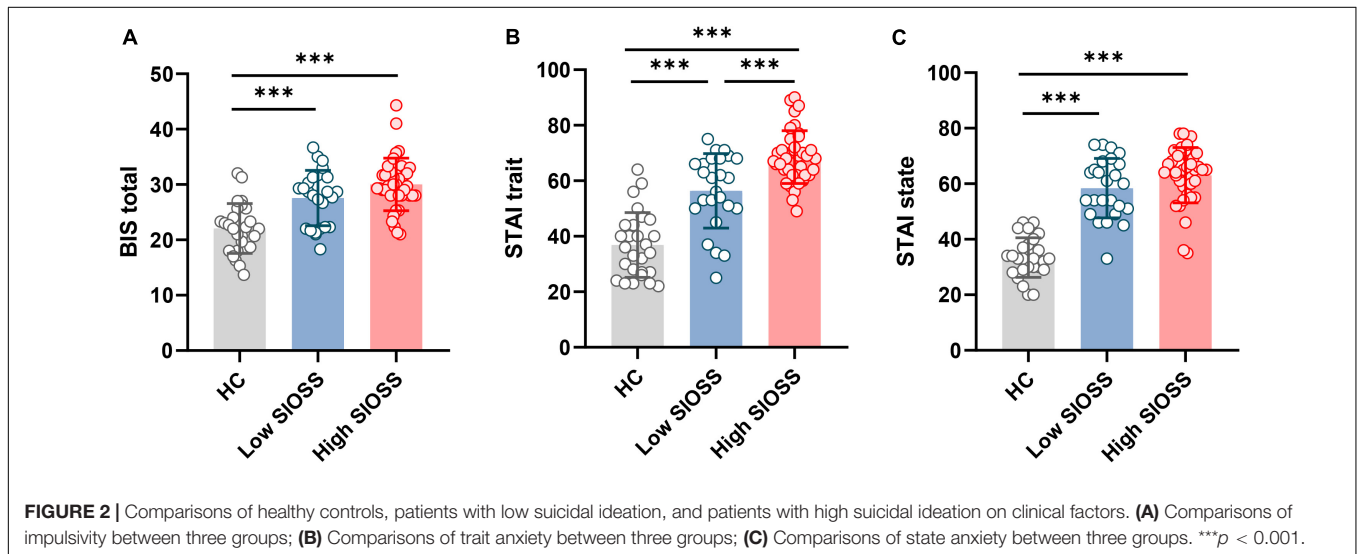 A
***
***
50
40
30
20
10
0
BIS total
HC
Low SIOSS
High SIOSS
B
***
***
***
100
80
60
40
20
0
STAI trait
HC
Low SIOSS
High SIOSS
C
***
***
100
80
60
40
20
0
STAI state
HC
Low SIOSS
High SIOSS
FIGURE 2 | Comparisons of healthy controls, patients with low suicidal ideation, and patients with high suicidal ideation on clinical factors. (A) Comparisons of
impulsivity between three groups; (B) Comparisons of trait anxiety between three groups; (C) Comparisons of state anxiety between three groups. ***p < 0.001.